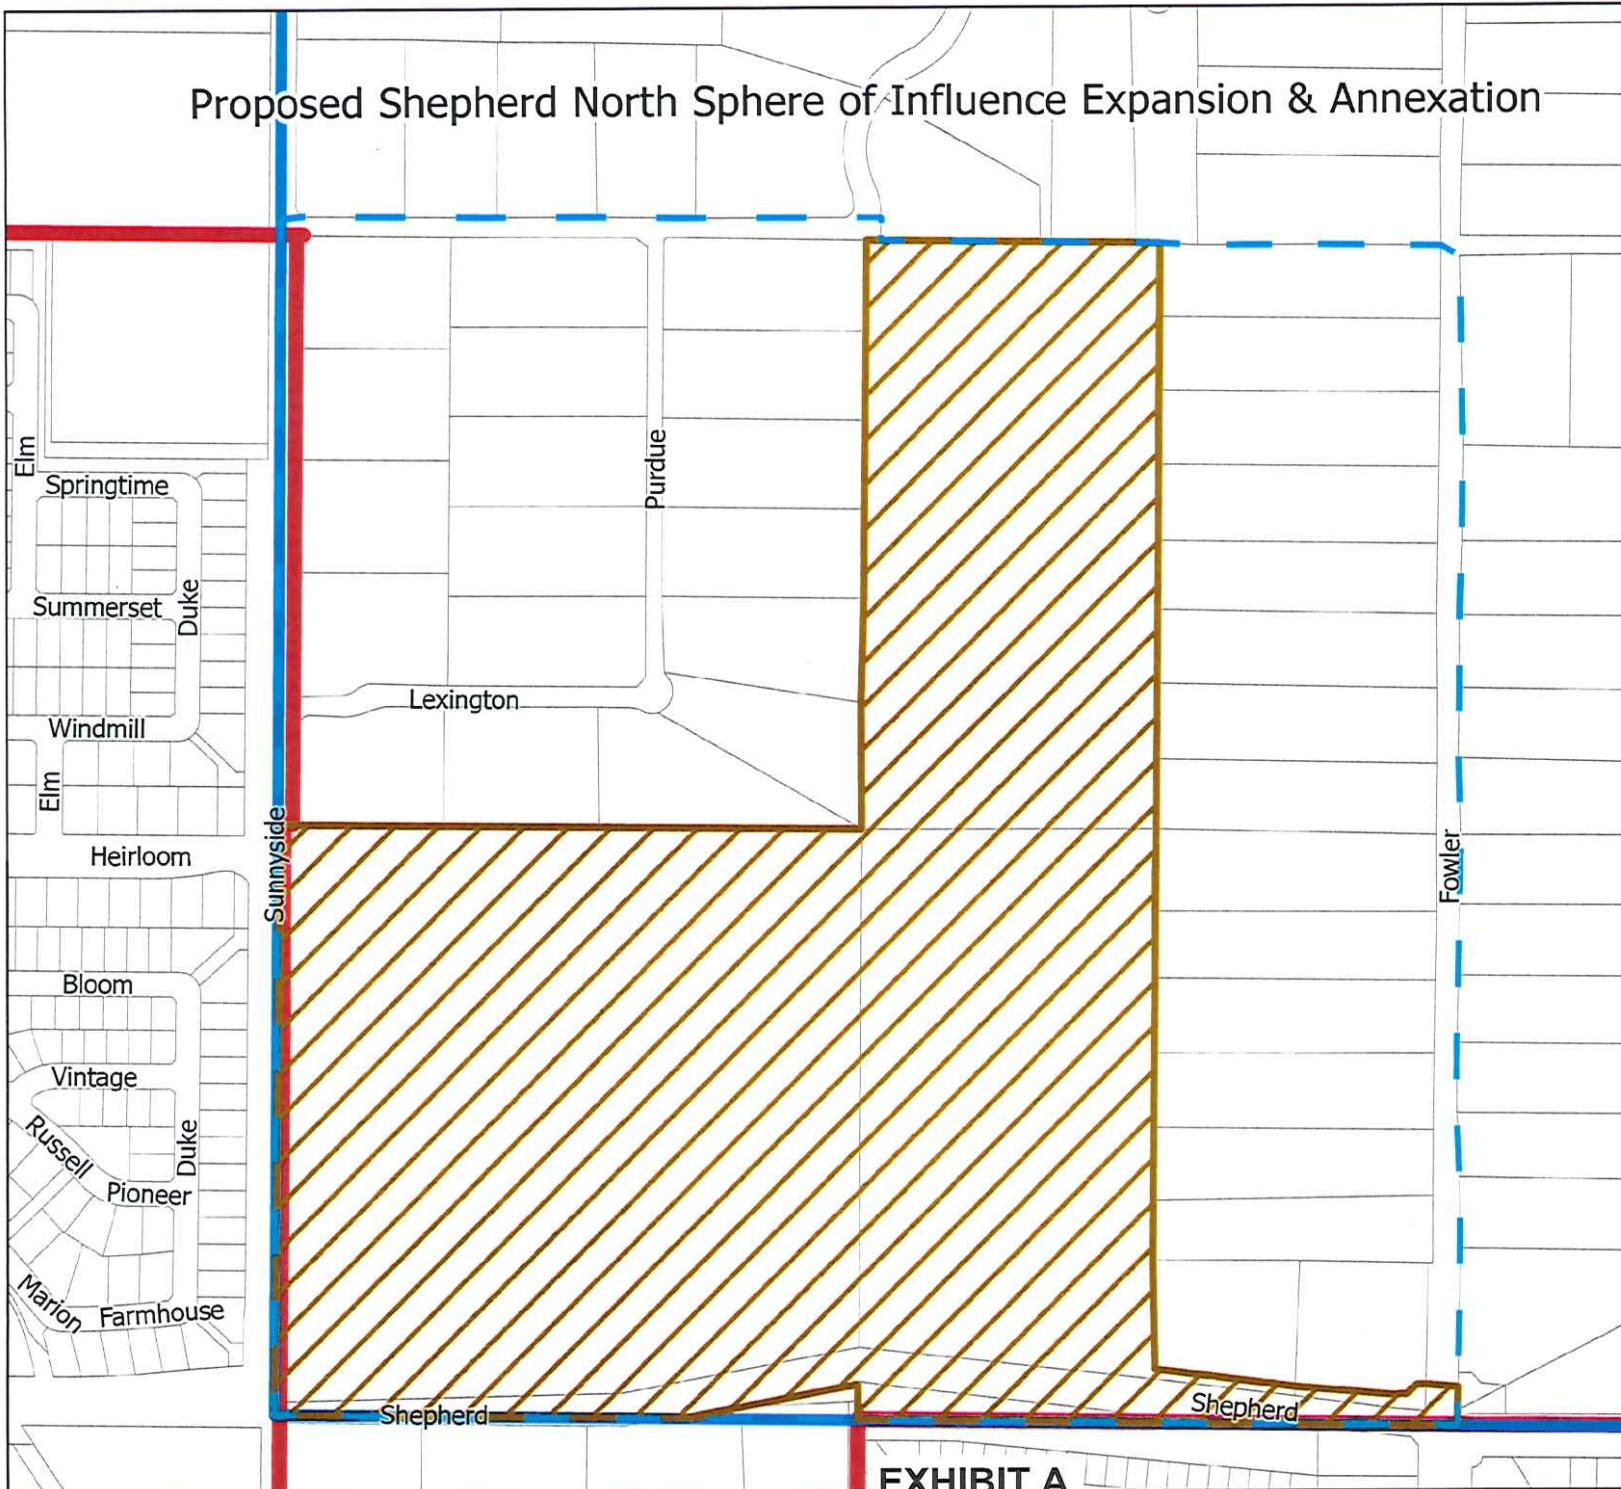 Proposed Shepherd North Sphere of Influence Expansion & Annexation
Elm
Springtime
Purdue
Duke
Summerset
Lexington
Windmill
Elm
Sunnyside
Heirloom
Fowler
Bloom
Vintage
Russell
Duke
Pioneer
Marion
Farmhouse
Shepherd
Shepherd
EXHIBIT A